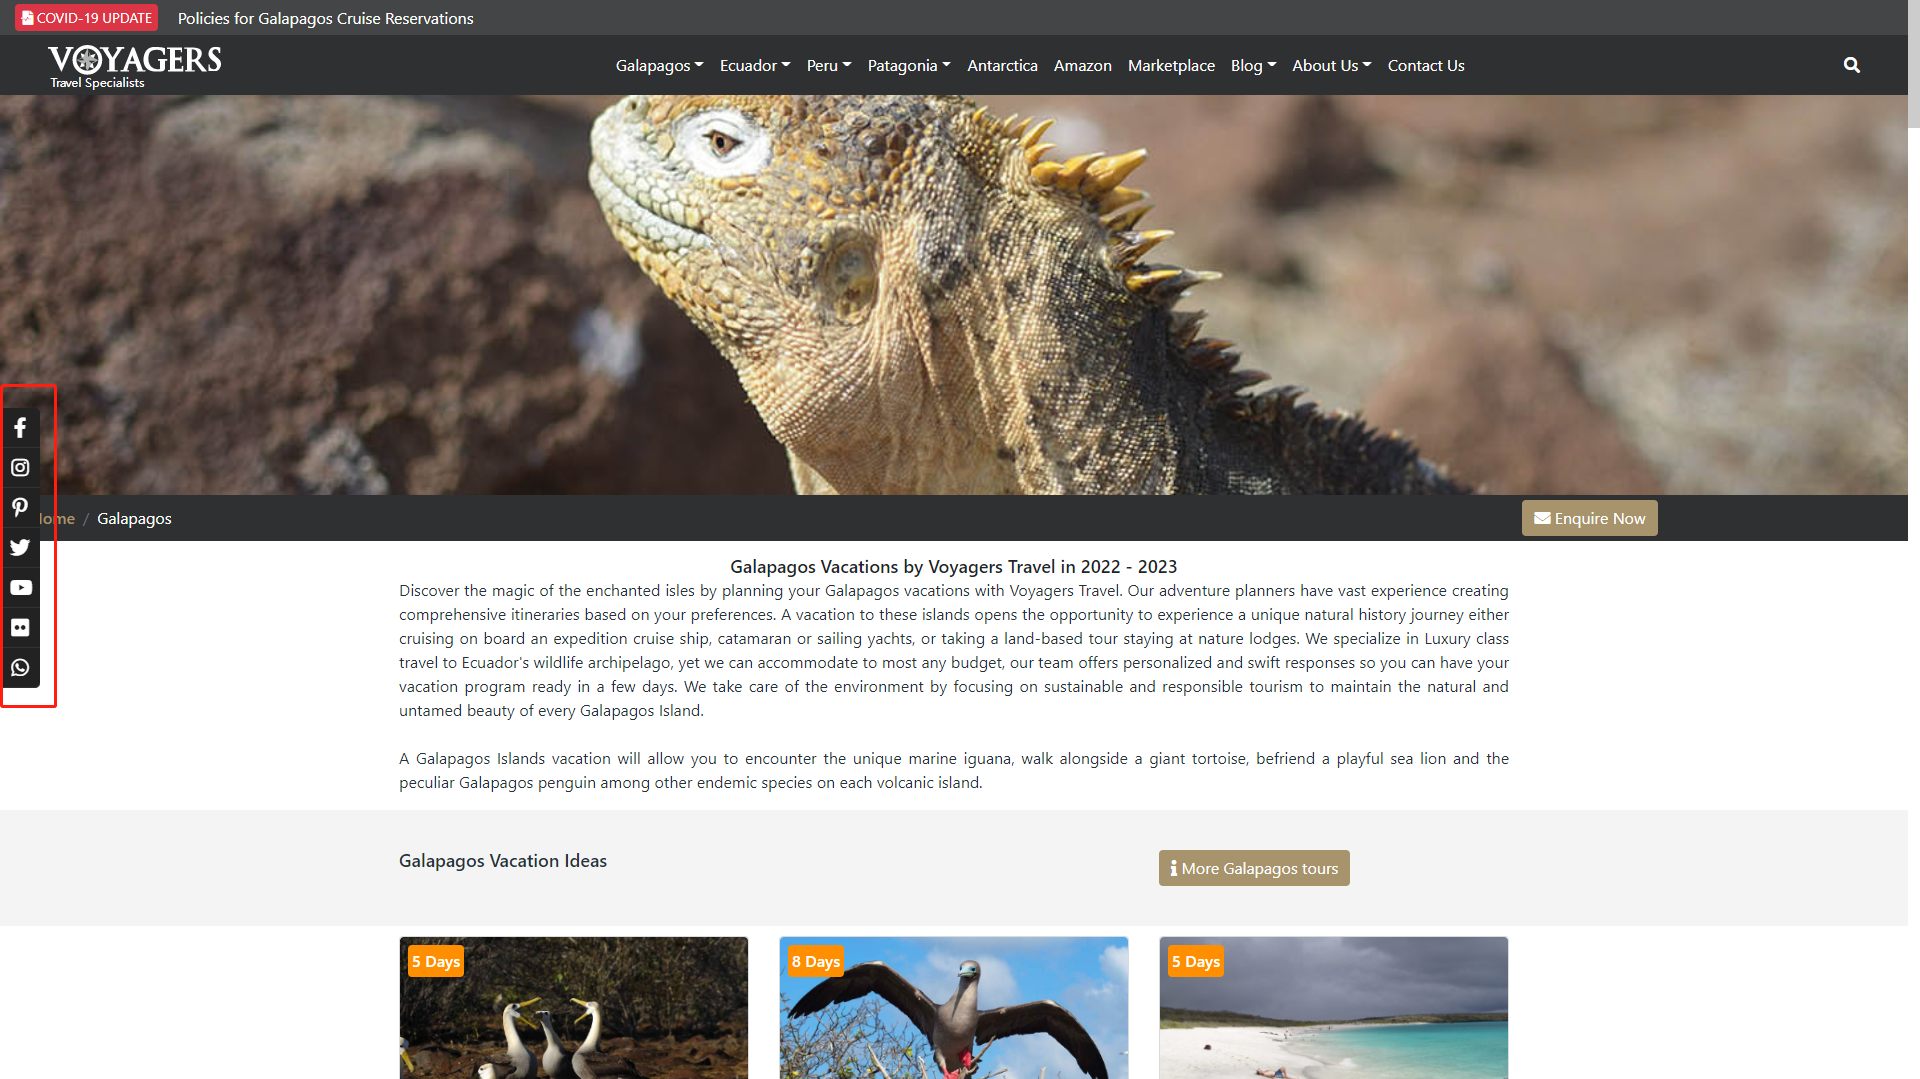 COVID-19 UPDATE Policies for Galapagos Cruise Reservations
VOYAGERS
Travel Specialists
Galapagos Ecuador Peru Patagonia Antarctica Amazon Marketplace Blog About Us Contact Us
Galapagos
Enquire Now
Galapagos Vacations by Voyagers Travel in 2022 - 2023
Discover the magic of the enchanted isles by planning your Galapagos vacations with Voyagers Travel. Our adventure planners have vast experience creating
comprehensive itineraries based on your preferences. A vacation to these islands opens the opportunity to experience a unique natural history journey either
cruising on board an expedition cruise ship, catamaran or sailing yachts, or taking a land-based tour staying at nature lodges. We specialize in Luxury class
travel to Ecuador's wildlife archipelago, yet we can accommodate to most any budget, our team offers personalized and swift responses so you can have your
vacation program ready in a few days. We take care of the environment by focusing on sustainable and responsible tourism to maintain the natural and
untamed beauty of every Galapagos Island.
A Galapagos Islands vacation will allow you to encounter the unique marine iguana, walk alongside a giant tortoise, befriend a playful sea lion and the
peculiar Galapagos penguin among other endemic species on each volcanic island.
Galapagos Vacation Ideas
More Galapagos tours
5 Days
8 Days
5 Days